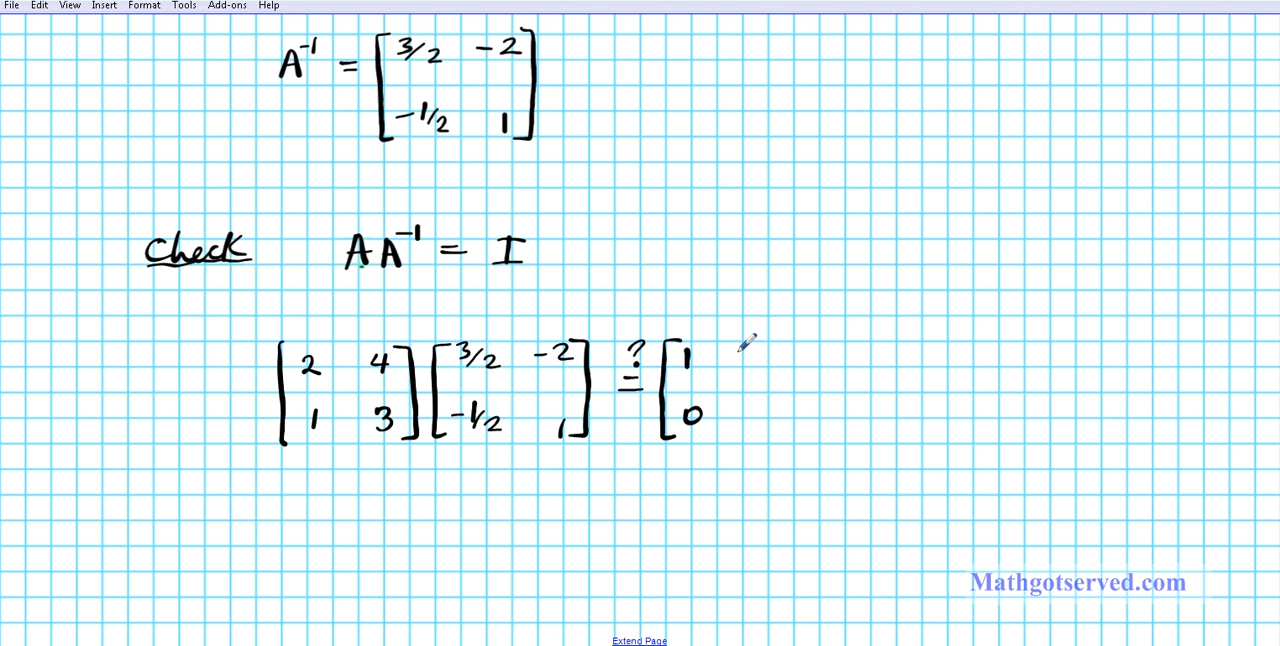 File Edit View Insert Format Tools Add-ons Help
A⁻¹ = [ 3/2 -2
-1/2 1 ]
Check AA⁻¹ = I
[ 2 4 ] [ 3/2 -2 ] ?= [ 1
[ 1 3 ] [ -1/2 1 ] [ 0
Mathgotserved.com
Extend Page